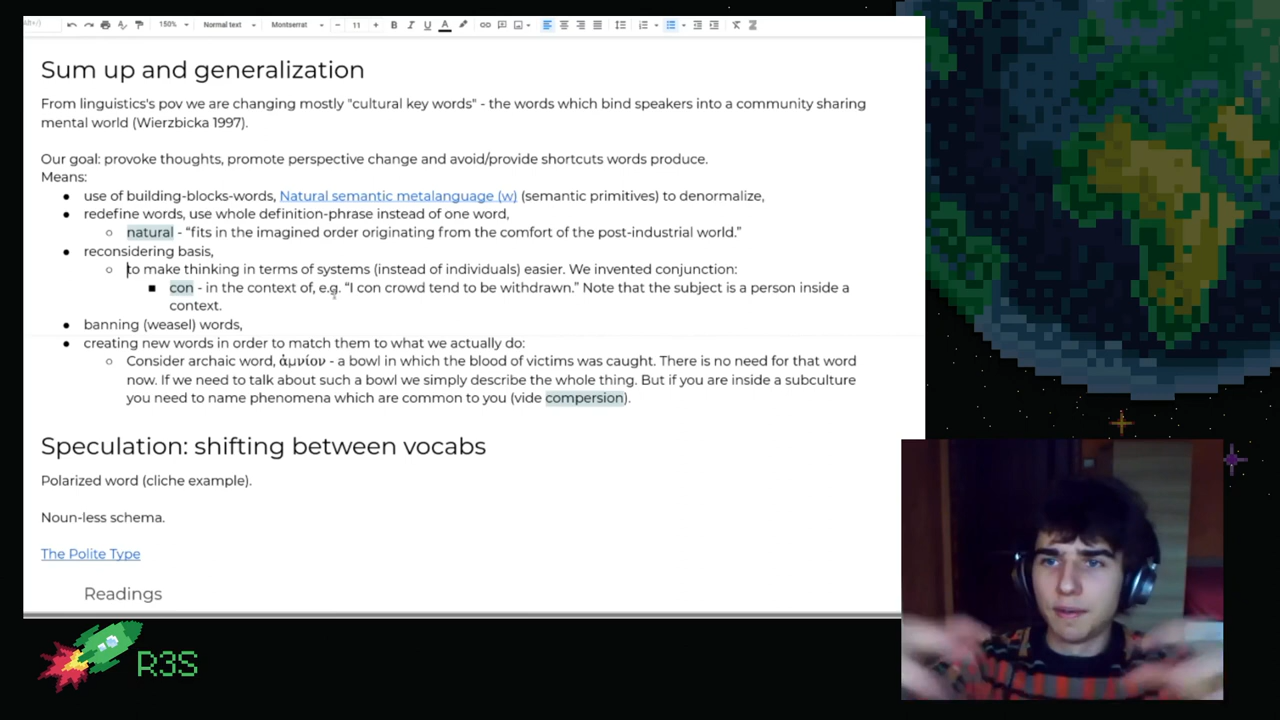 150% Normal text Montserrat - 11 +
Sum up and generalization
From linguistics's pov we are changing mostly "cultural key words" - the words which bind speakers into a community sharing
mental world (Wierzbicka 1997).
Our goal: provoke thoughts, promote perspective change and avoid/provide shortcuts words produce.
Means:
● use of building-blocks-words, Natural semantic metalanguage (w) (semantic primitives) to denormalize,
● redefine words, use whole definition-phrase instead of one word,
○ natural - “fits in the imagined order originating from the comfort of the post-industrial world.”
● reconsidering basis,
○ to make thinking in terms of systems (instead of individuals) easier. We invented conjunction:
■ con - in the context of, e.g. “I con crowd tend to be withdrawn.” Note that the subject is a person inside a
context.
● banning (weasel) words,
● creating new words in order to match them to what we actually do:
○ Consider archaic word, ἀμνίον - a bowl in which the blood of victims was caught. There is no need for that word
now. If we need to talk about such a bowl we simply describe the whole thing. But if you are inside a subculture
you need to name phenomena which are common to you (vide compersion).
Speculation: shifting between vocabs
Polarized word (cliche example).
Noun-less schema.
The Polite Type
Readings
R3S